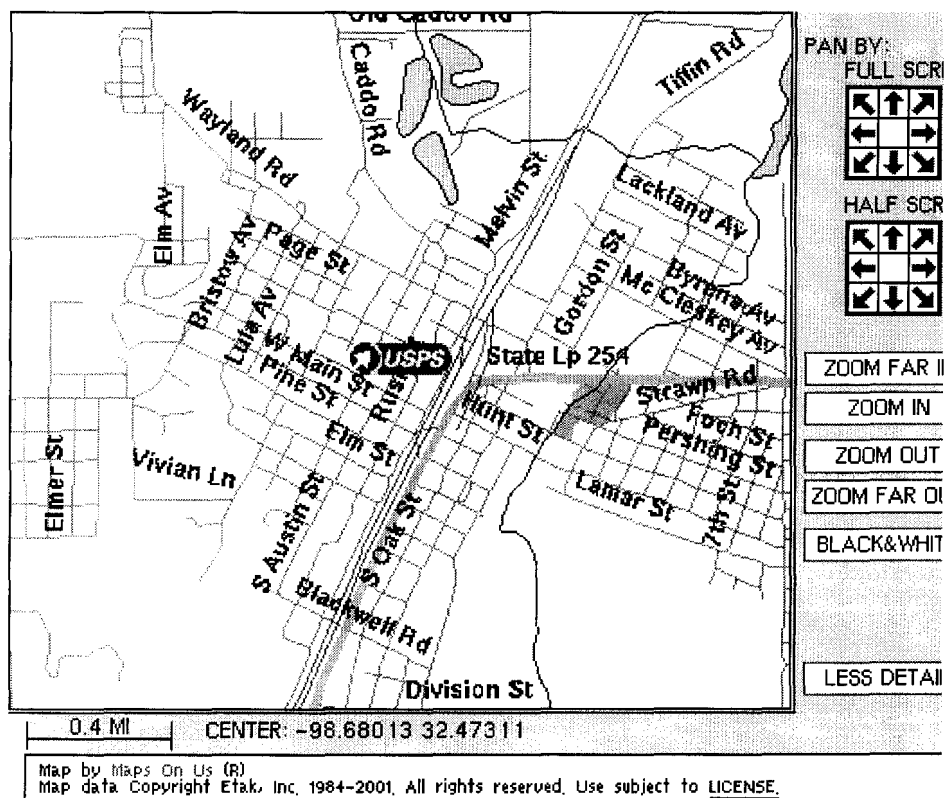 Old Caddo Rd
Caddo Rd
Tiffin Rd
Wayland Rd
Melvin St
Lackland Av
Elm Av
Bristoy Av
Page St
Gordon St
Byrena Av
Mc Cleskey Av
Lula Av
W Main St
USPS
State Lp 254
Pine St
Rusk
Strawn Rd
Hunt St
Foch St
Pershing St
Elm St
Vivian Ln
Elmer St
Lamar St
7th St
S Austin St
S Oak St
Blackwell Rd
Division St
PAN BY:
FULL SCR
HALF SCR
ZOOM FAR I
ZOOM IN
ZOOM OUT
ZOOM FAR O
BLACK&WHIT
LESS DETAI
0.4 MI
CENTER: -98.68013 32.47311
Map by Maps On Us (R)
Map data Copyright Etak, Inc. 1984-2001. All rights reserved. Use subject to LICENSE.